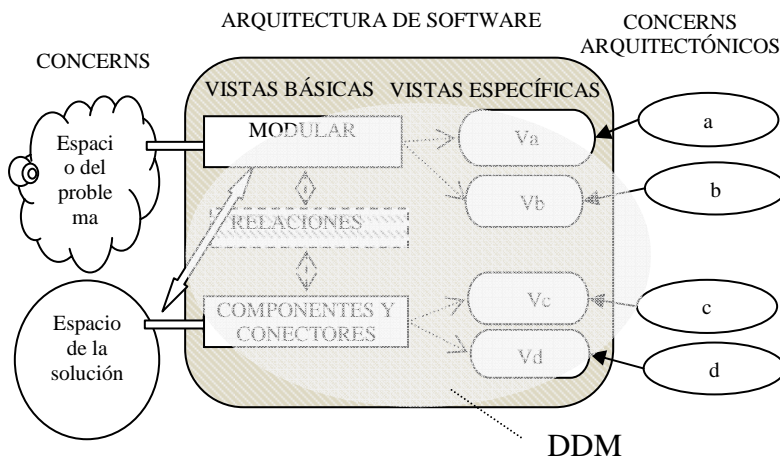 ARQUITECTURA DE SOFTWARE
CONCERNS
ARQUITECTÓNICOS
CONCERNS
VISTAS BÁSICAS
VISTAS ESPECÍFICAS
Espaci
o del
proble
ma
MODULAR
Va
a
Vb
b
RELACIONES
Espacio
de la
solución
COMPONENTES Y
CONECTORES
Vc
c
Vd
d
DDM